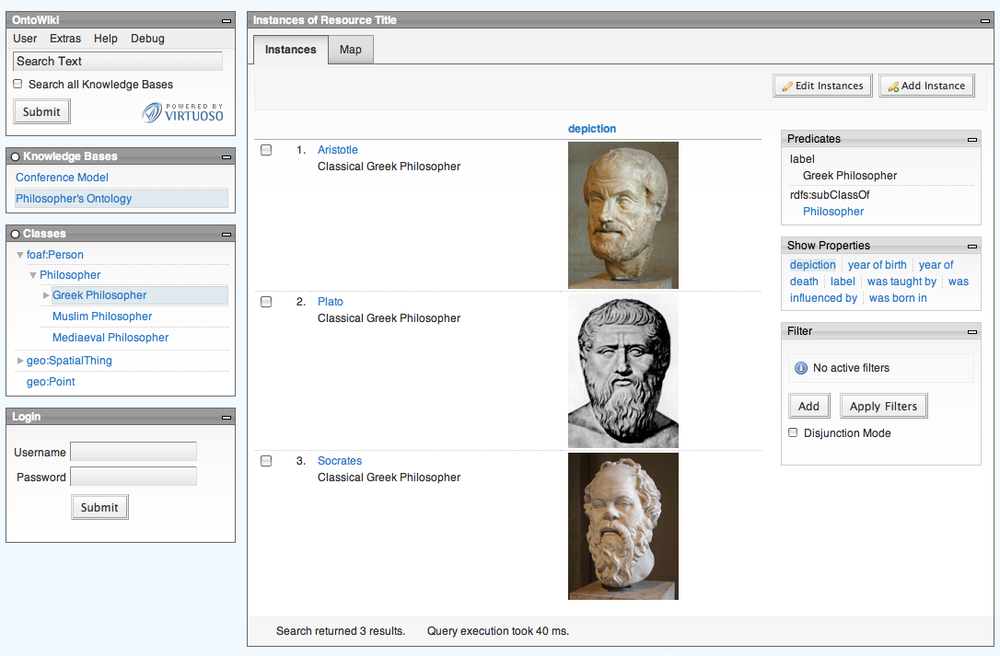 OntoWiki
User Extras Help Debug
Search Text
Search all Knowledge Bases
Submit
POWERED BY
VIRTUOSO
Knowledge Bases
Conference Model
Philosopher's Ontology
Classes
foaf:Person
Philosopher
Greek Philosopher
Muslim Philosopher
Mediaeval Philosopher
geo:SpatialThing
geo:Point
Login
Username
Password
Submit
Instances of Resource Title
Instances Map
Edit Instances Add Instance
depiction
1. Aristotle
Classical Greek Philosopher
2. Plato
Classical Greek Philosopher
3. Socrates
Classical Greek Philosopher
Predicates
label
Greek Philosopher
rdfs:subClassOf
Philosopher
Show Properties
depiction year of birth year of
death label was taught by was
influenced by was born in
Filter
No active filters
Add Apply Filters
Disjunction Mode
Search returned 3 results. Query execution took 40 ms.